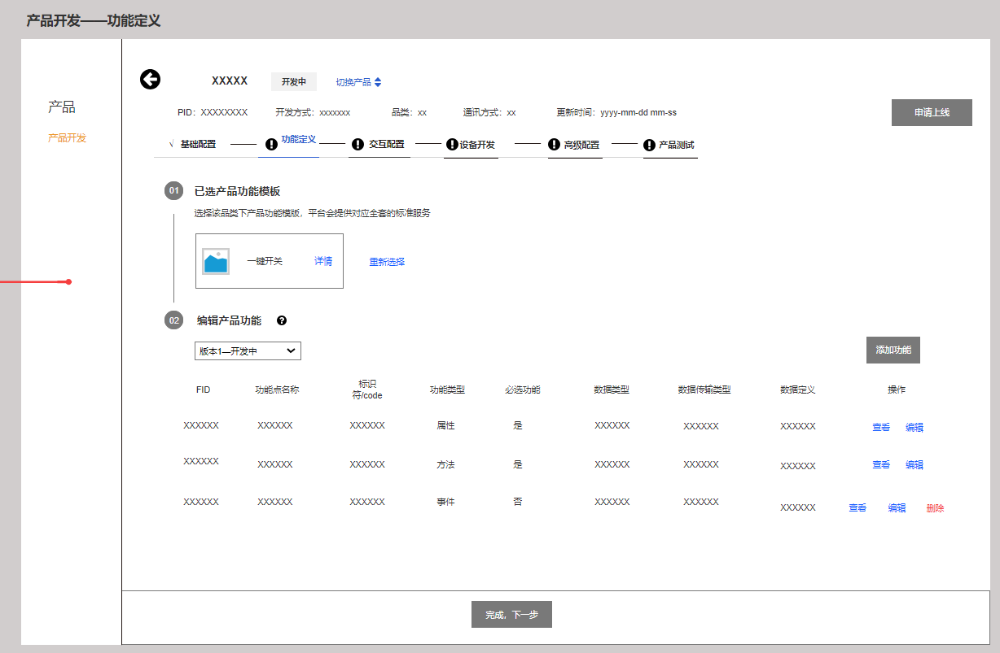 产品开发——功能定义
产品
产品开发
XXXXX 开发中 切换产品
PID: XXXXXXXX 开发方式: xxxxxxx 品类: xx 通讯方式: xx 更新时间: yyyy-mm-dd mm-ss
申请上线
√ 基础配置 功能定义 交互配置 设备开发 高级配置 产品测试
01 已选产品功能模板
选择该品类下产品功能模版，平台会提供对应全套的标准服务
一键开关 详情 重新选择
02 编辑产品功能
版本1—开发中
添加功能
FID 功能点名称 标识符/code 功能类型 必选功能 数据类型 数据传输类型 数据定义 操作
XXXXXX XXXXXX XXXXXX 属性 是 XXXXXX XXXXXX XXXXXX 查看 编辑
XXXXXX XXXXXX XXXXXX 方法 是 XXXXXX XXXXXX XXXXXX 查看 编辑
XXXXXX XXXXXX XXXXXX 事件 否 XXXXXX XXXXXX XXXXXX 查看 编辑 删除
完成，下一步